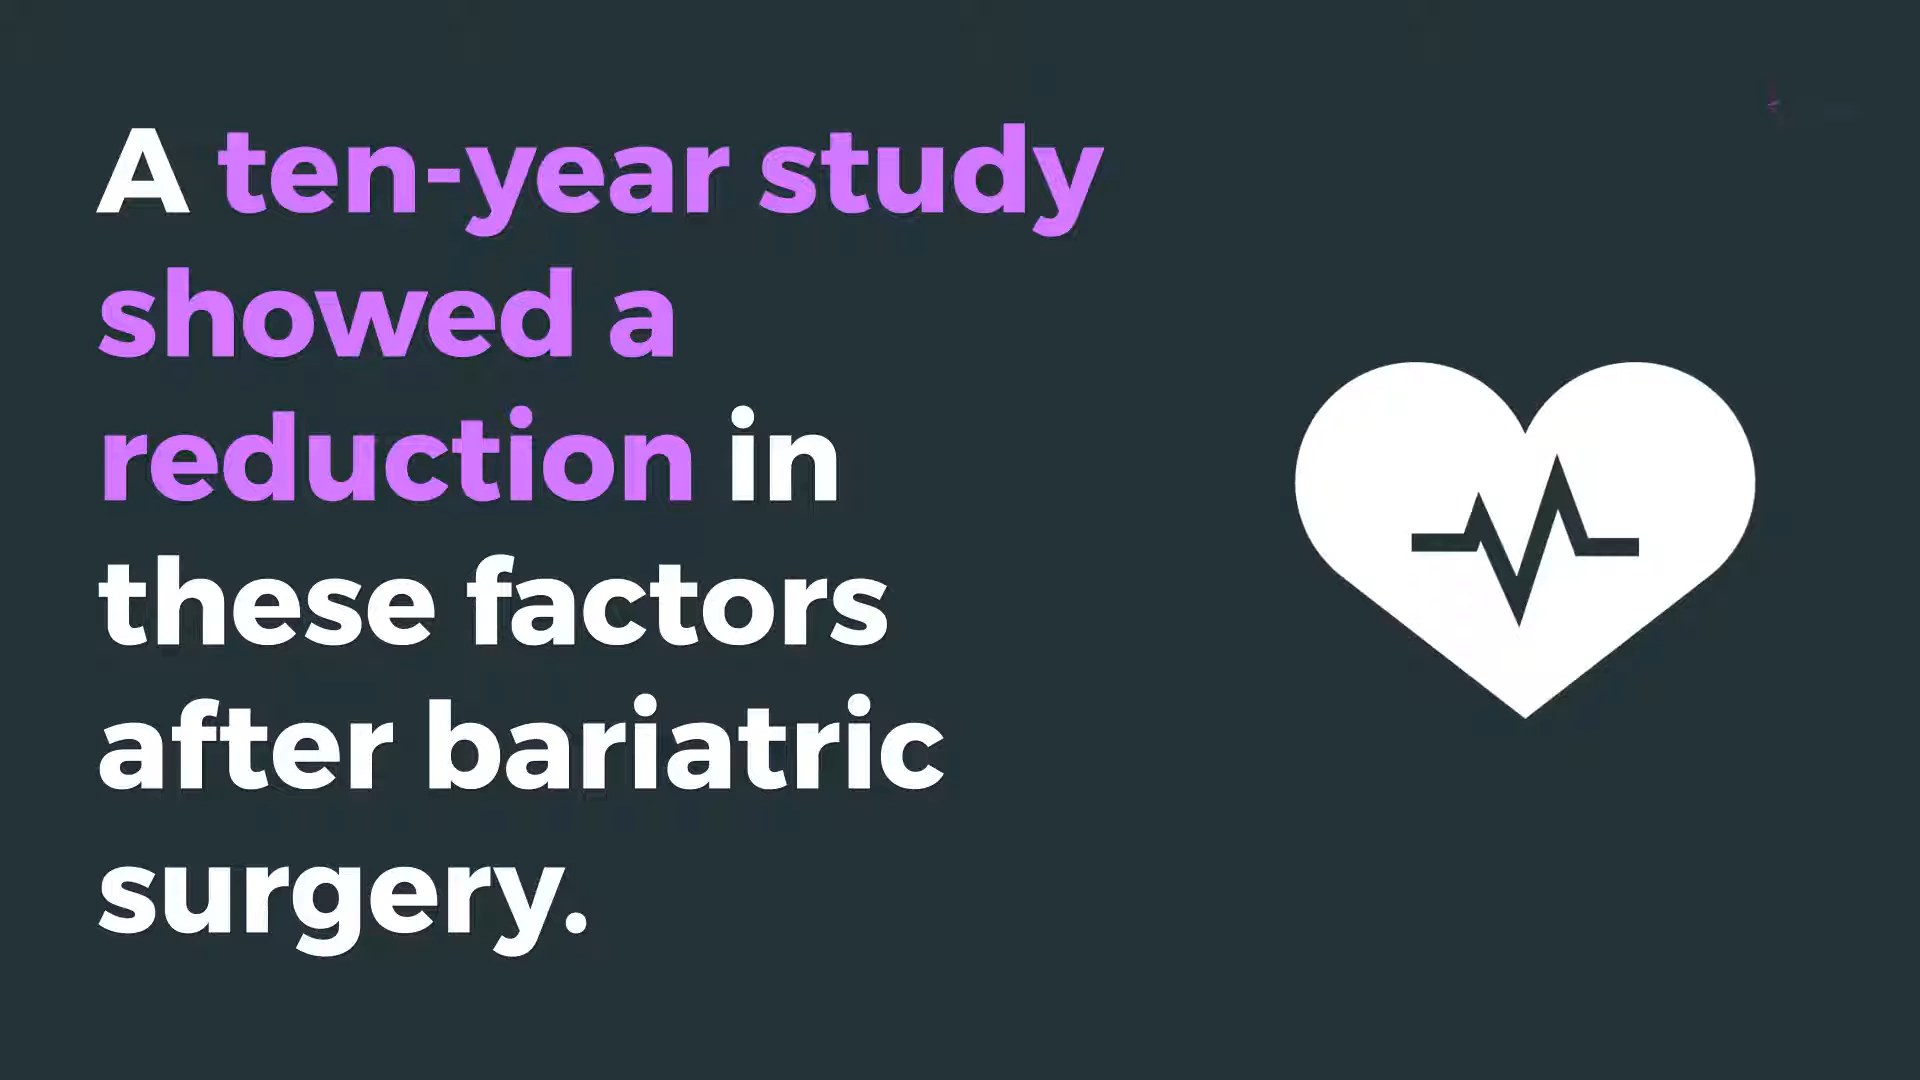 A ten-year study
showed a
reduction in
these factors
after bariatric
surgery.